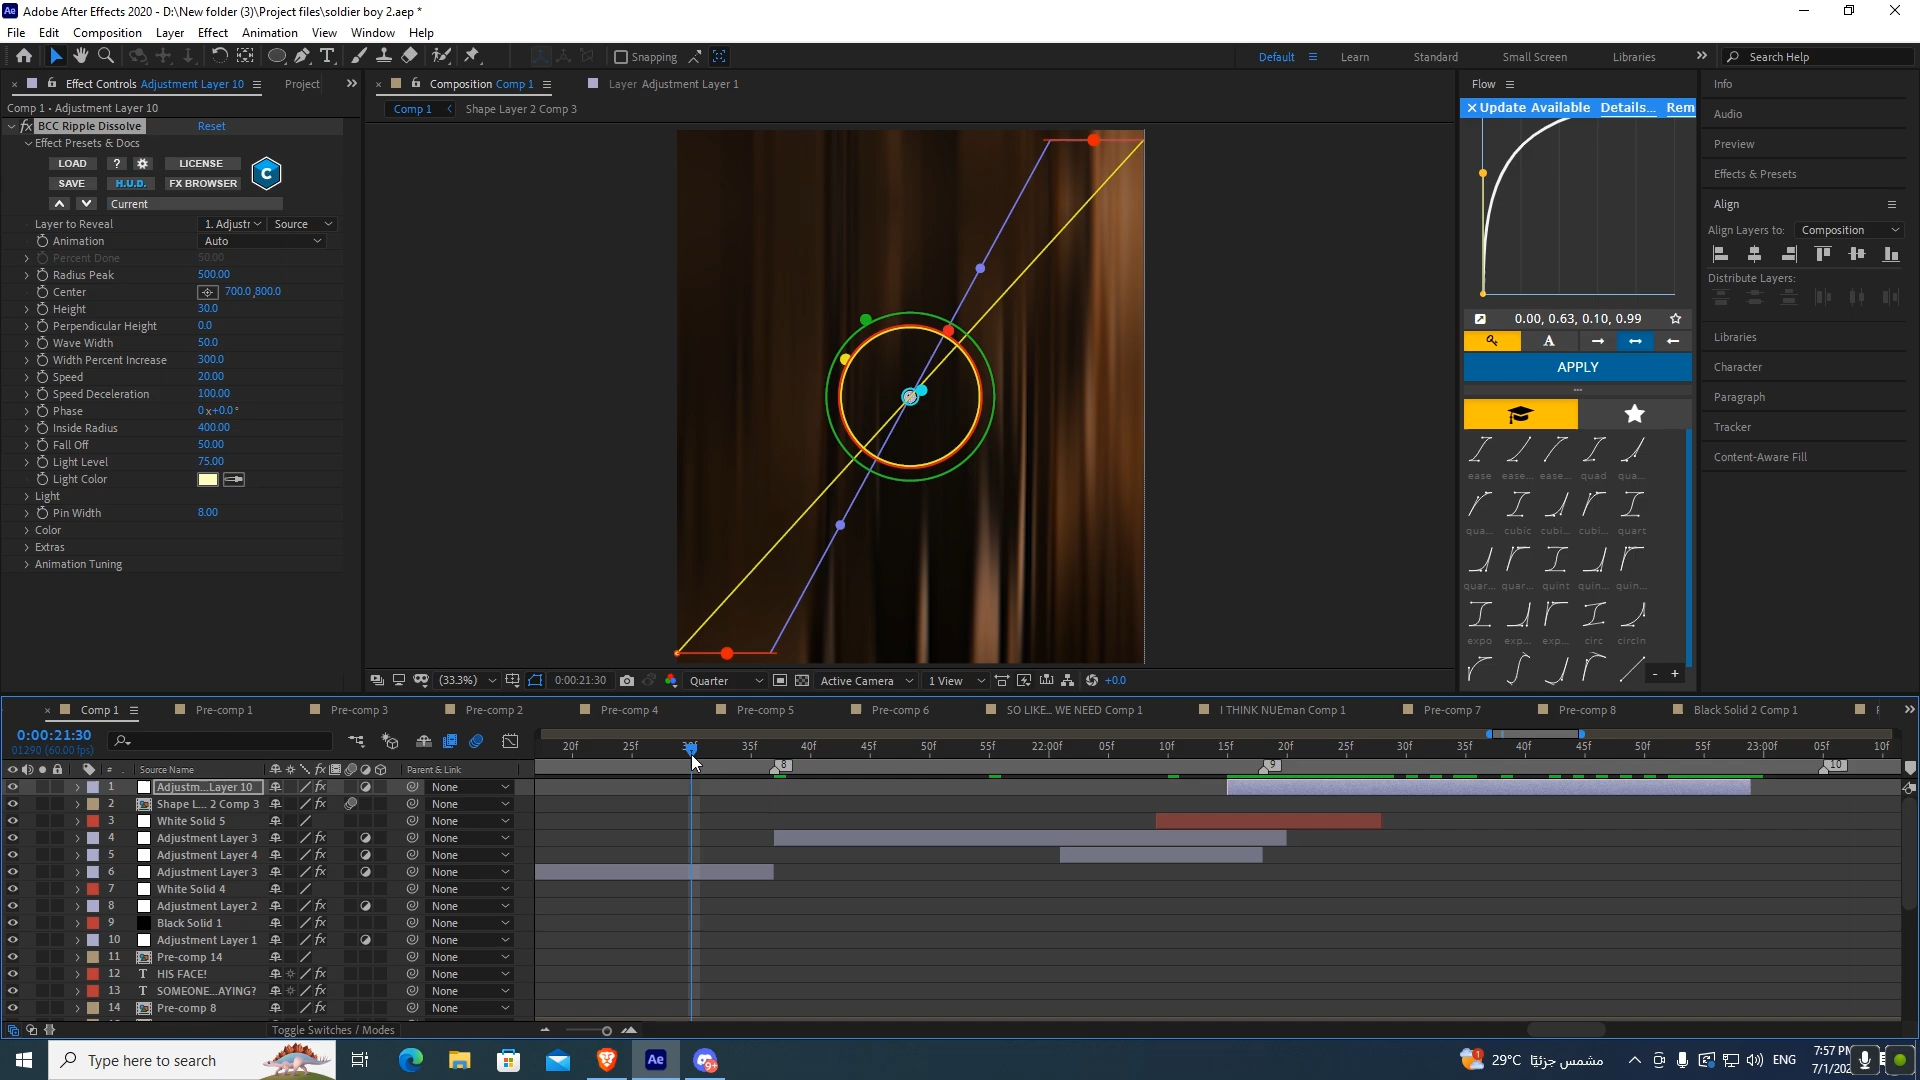 Adobe After Effects 2020 - D:\New folder (3)\Project files\soldier boy 2.aep *
File Edit Composition Layer Effect Animation View Window Help
Snapping
Default Learn Standard Small Screen Libraries Search Help
Effect Controls Adjustment Layer 10 Project
Composition Comp 1 Layer Adjustment Layer 1
Comp 1 Shape Layer 2 Comp 3
Comp 1 • Adjustment Layer 10
fx BCC Ripple Dissolve Reset
Effect Presets & Docs
LOAD ? LICENSE
SAVE H.U.D. FX BROWSER
Current
Layer to Reveal 1. Adjustr Source
Animation Auto
Percent Done 50.00
Radius Peak 500.00
Center 700.0,800.0
Height 30.0
Perpendicular Height 0.0
Wave Width 50.0
Width Percent Increase 300.0
Speed 20.00
Speed Deceleration 100.00
Phase 0x+0.0°
Inside Radius 400.00
Fall Off 50.00
Light Level 75.00
Light Color
Light
Pin Width 8.00
Color
Extras
Animation Tuning
(33.3%) 0:00:21:30 Quarter Active Camera 1 View +0.0
Flow
Update Available Details... Rem
0.00, 0.63, 0.10, 0.99
A
APPLY
ease ease... ease... quad qua...
qua... cubic cubi... cubi... quart
quar... quar... quint quin... quin...
expo exp... exp... circ circIn
- +
Info
Audio
Preview
Effects & Presets
Align
Align Layers to: Composition
Distribute Layers:
Libraries
Character
Paragraph
Tracker
Content-Aware Fill
Comp 1 Pre-comp 1 Pre-comp 3 Pre-comp 2 Pre-comp 4 Pre-comp 5 Pre-comp 6 SO LIKE... WE NEED Comp 1 I THINK NUEman Comp 1 Pre-comp 7 Pre-comp 8 Black Solid 2 Comp 1
0:00:21:30
01290 (60.00 fps)
20f 25f 30f 35f 40f 45f 50f 55f 22:00f 05f 10f 15f 20f 25f 30f 35f 40f 45f 50f 55f 23:00f 05f 10f
8 9 10
# Source Name fx Parent & Link
1 Adjustm...Layer 10 fx None
2 Shape L... 2 Comp 3 None
3 White Solid 5 None
4 Adjustment Layer 3 fx None
5 Adjustment Layer 4 fx None
6 Adjustment Layer 3 fx None
7 White Solid 4 None
8 Adjustment Layer 2 fx None
9 Black Solid 1 fx None
10 Adjustment Layer 1 fx None
11 Pre-comp 14 None
12 T HIS FACE! fx None
13 T SOMEONE...AYING? fx None
14 Pre-comp 8 fx None
Toggle Switches / Modes
Type here to search
Ae 9+
1 29°C مشمس جزئيًا ENG
7:57 PM